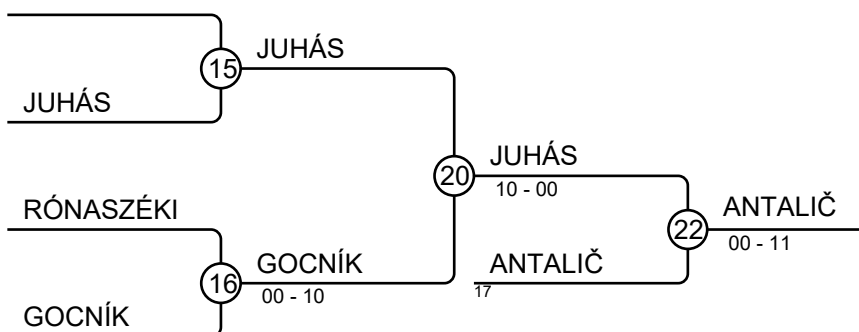 15
JUHÁS
JUHÁS
20
JUHÁS
10 - 00
RÓNASZÉKI
22
ANTALIČ
00 - 11
16
GOCNÍK
00 - 10
ANTALIČ
17
GOCNÍK